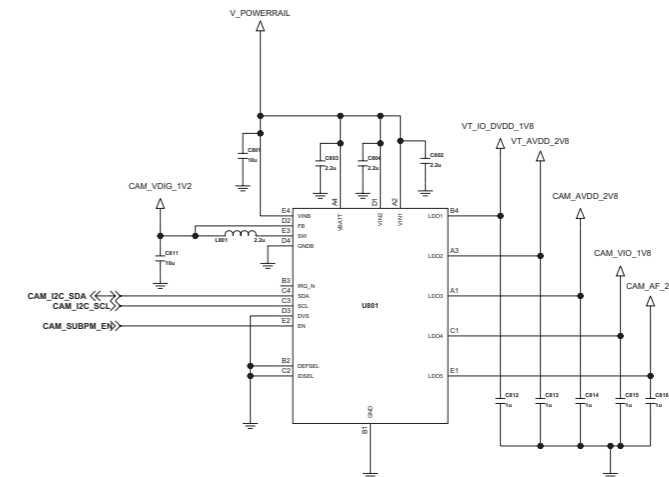 V_POWERRAIL
VT_IO_DVDD_1V8
VT_AVDD_2V8
C801
10u
C803
2.2u
C804
2.2u
C802
2.2u
CAM_VDIG_1V2
CAM_AVDD_2V8
A4
D1
A2
E4
VINB
VBATT
VIN2
VIN1
LDO1
B4
D2
FB
E3
SW
L801
2.2u
D4
GNDB
CAM_VIO_1V8
LDO2
A3
C811
10u
B3
IRQ_N
CAM_AF_2
CAM_I2C_SDA
C4
SDA
LDO3
A1
CAM_I2C_SCL
C3
SCL
U801
D3
DVS
CAM_SUBPM_EN
E2
EN
LDO4
C1
B2
DEFSEL
C2
IDSEL
LDO5
E1
C812
1u
C813
1u
C814
1u
C815
1u
C816
1u
GND
B1